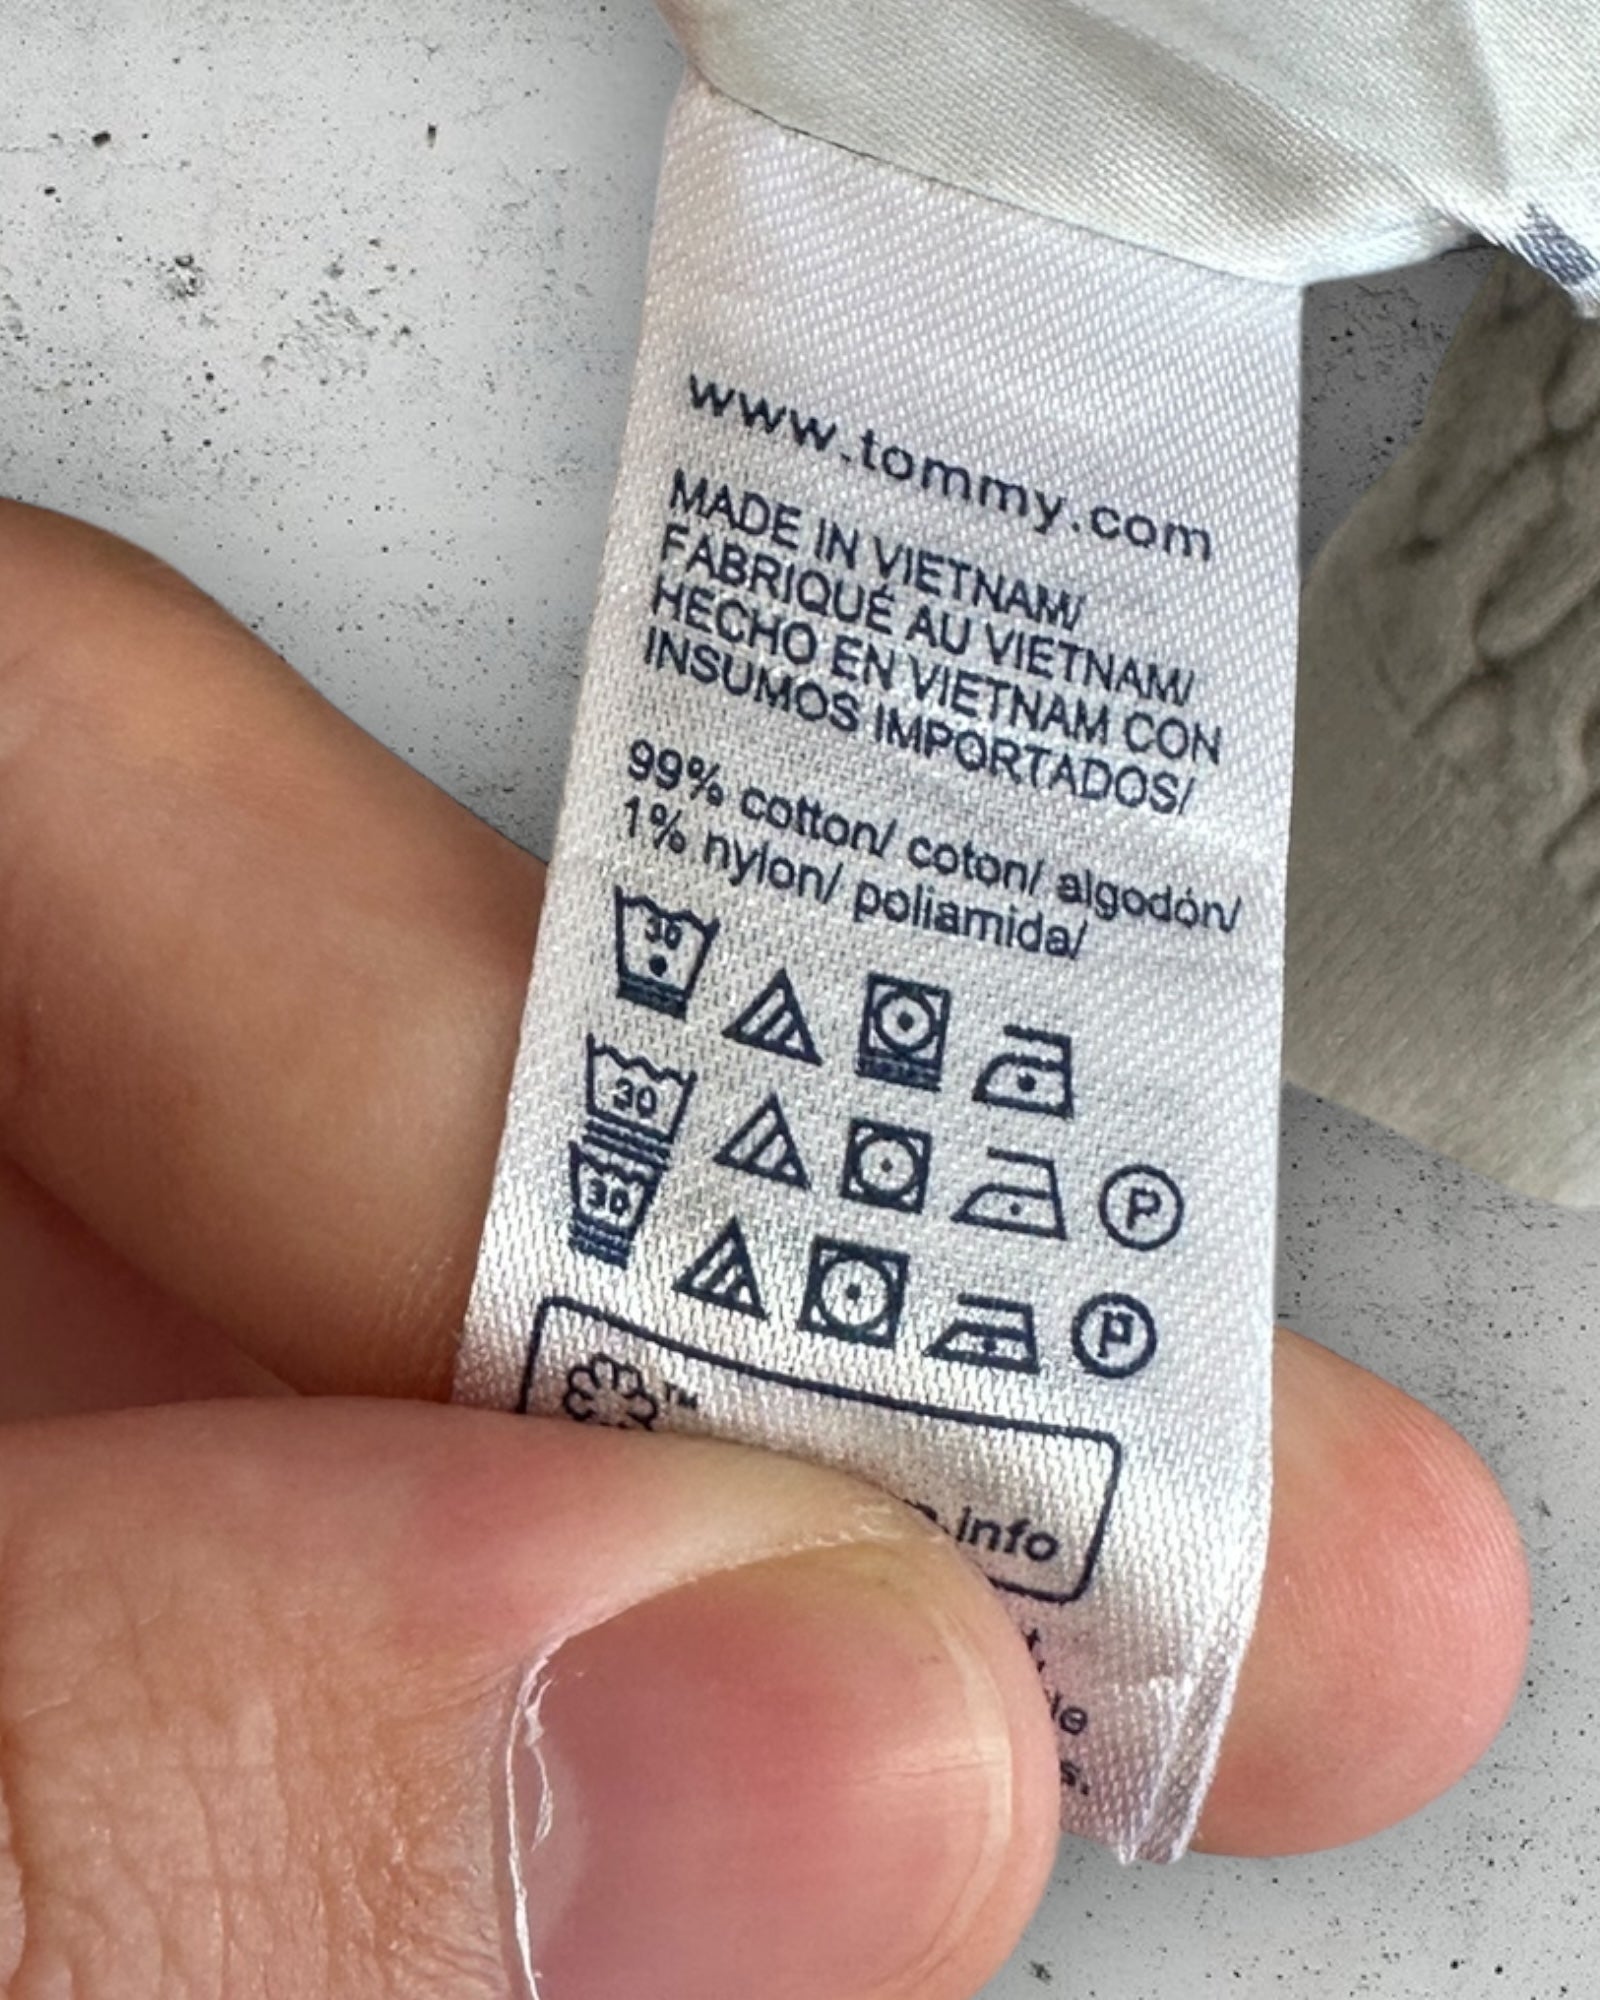 www.tommy.com
MADE IN VIETNAM/
FABRIQUÉ AU VIETNAM/
HECHO EN VIETNAM CON
INSUMOS IMPORTADOS/
99% cotton/ coton/ algodón/
1% nylon/ poliamida/
30
30
P
30
P
TM
.info